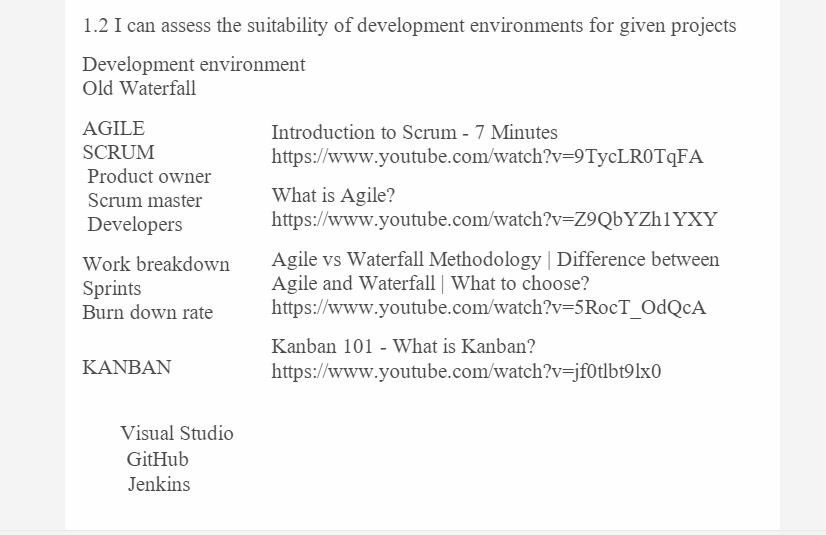 1.2 I can assess the suitability of development environments for given projects
Development environment
Old Waterfall
AGILE
SCRUM
Product owner
Scrum master
Developers
Work breakdown
Sprints
Burn down rate
KANBAN
Introduction to Scrum - 7 Minutes
https://www.youtube.com/watch?v=9TycLR0TqFA
What is Agile?
https://www.youtube.com/watch?v=Z9QbYZh1YXY
Agile vs Waterfall Methodology | Difference between
Agile and Waterfall | What to choose?
https://www.youtube.com/watch?v=5RocT_OdQcA
Kanban 101 - What is Kanban?
https://www.youtube.com/watch?v=jf0tlbt9lx0
Visual Studio
GitHub
Jenkins